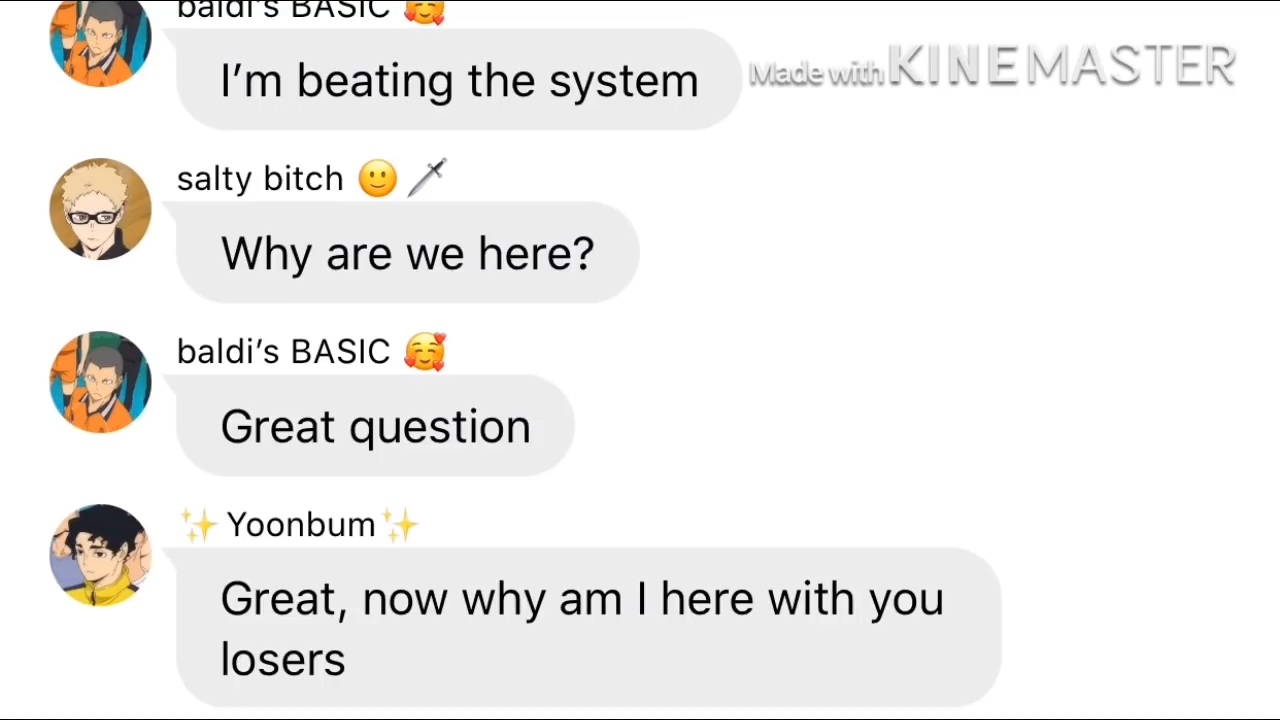 baldi's BASIC 🥰
I'm beating the system
Made with KINEMASTER
salty bitch 🙂 🗡️
Why are we here?
baldi's BASIC 🥰
Great question
✨ Yoonbum ✨
Great, now why am I here with you
losers